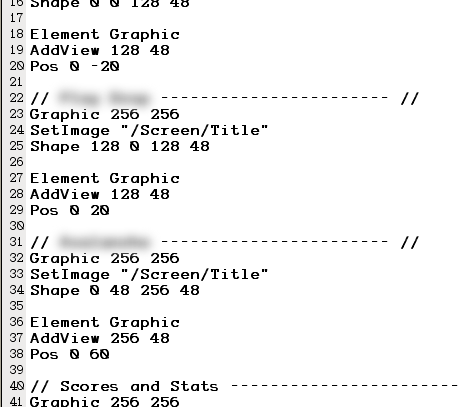 16 Shape 0 0 128 48
17
18 Element Graphic
19 AddView 128 48
20 Pos 0 -20
21
22 // ----------------------- //
23 Graphic 256 256
24 SetImage "/Screen/Title"
25 Shape 128 0 128 48
26
27 Element Graphic
28 AddView 128 48
29 Pos 0 20
30
31 // ----------------------- //
32 Graphic 256 256
33 SetImage "/Screen/Title"
34 Shape 0 48 256 48
35
36 Element Graphic
37 AddView 256 48
38 Pos 0 60
39
40 // Scores and Stats -----------------------
41 Graphic 256 256